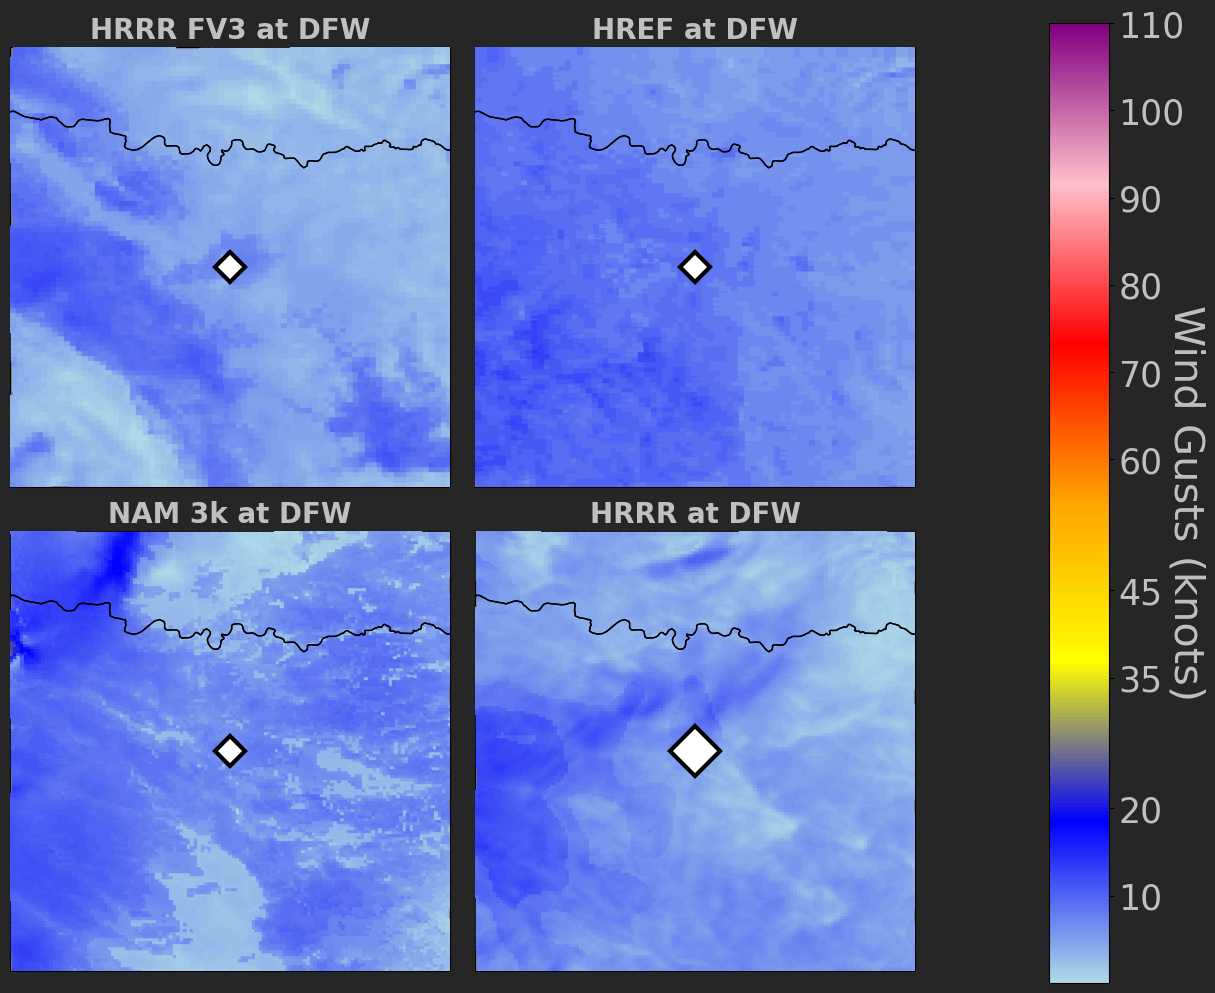 HRRR FV3 at DFW
HREF at DFW
NAM 3k at DFW
HRRR at DFW
110
100
90
80
70
60
45
35
20
10
Wind Gusts (knots)